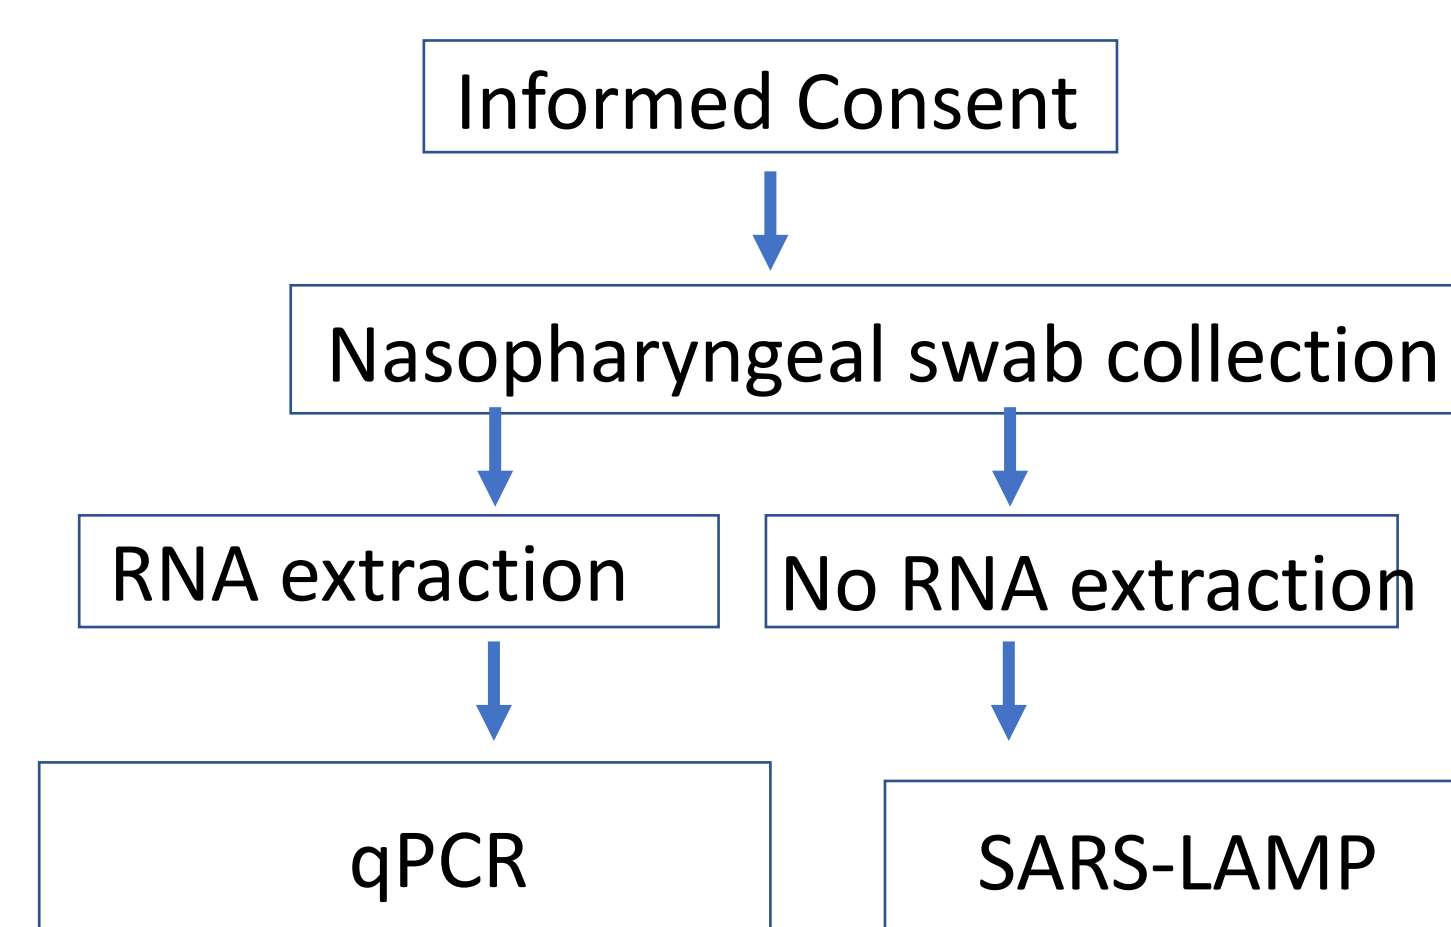 Informed Consent
Nasopharyngeal swab collection
RNA extraction
No RNA extraction
qPCR
SARS-LAMP